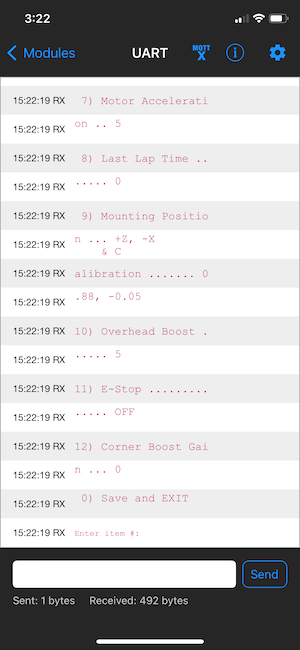 3:22
Modules
UART
MQTT
15:22:19 RX 7) Motor Accelerati
15:22:19 RX on .. 5
15:22:19 RX 8) Last Lap Time ..
15:22:19 RX ..... 0
15:22:19 RX 9) Mounting Positio
15:22:19 RX n ... +Z, -X
& C
15:22:19 RX alibration ....... 0
15:22:19 RX .88, -0.05
15:22:19 RX 10) Overhead Boost .
15:22:19 RX ..... 5
15:22:19 RX 11) E-Stop .........
15:22:19 RX ..... OFF
15:22:19 RX 12) Corner Boost Gai
15:22:19 RX n ... 0
15:22:19 RX 0) Save and EXIT
15:22:19 RX Enter item #:
Send
Sent: 1 bytes Received: 492 bytes